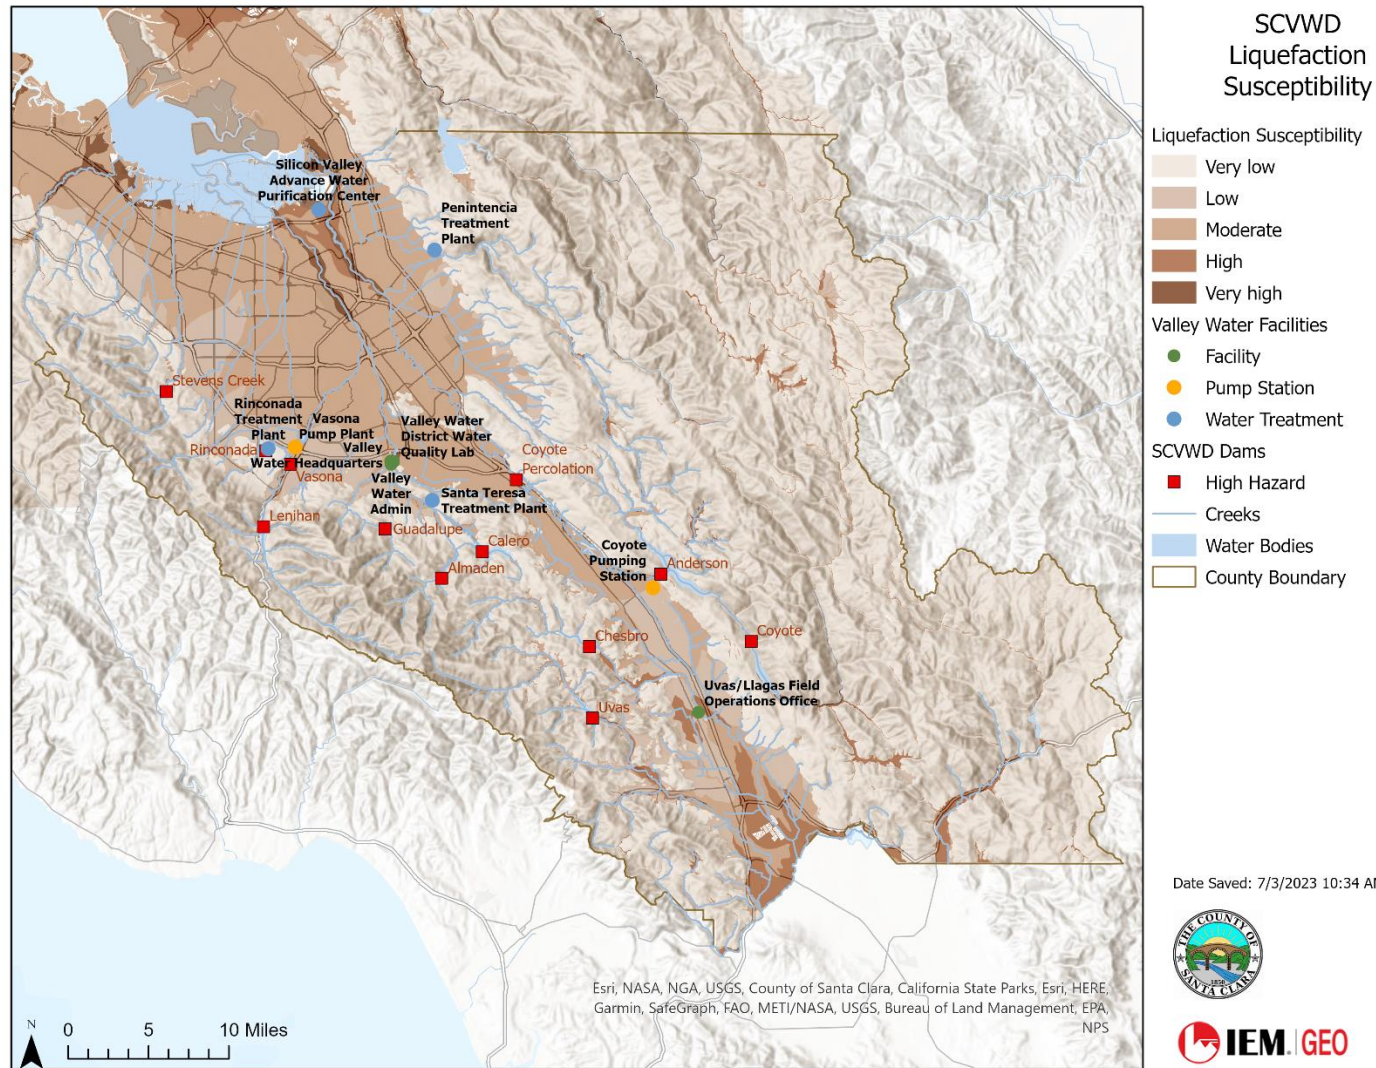 SCVWD
Liquefaction
Susceptibility
Liquefaction Susceptibility
Very low
Low
Moderate
High
Very high
Valley Water Facilities
Facility
Pump Station
Water Treatment
SCVWD Dams
High Hazard
Creeks
Water Bodies
County Boundary
Silicon Valley
Advance Water
Purification Center
Penintencia
Treatment
Plant
Stevens Creek
Rinconada
Treatment
Plant
Vasona
Pump Plant
Valley
Water Headquarters
Valley Water
District Water
Quality Lab
Rinconada
Vasona
Coyote
Percolation
Valley
Water
Admin
Santa Teresa
Treatment Plant
Lenihan
Guadalupe
Calero
Almaden
Coyote
Pumping
Station
Anderson
Chesbro
Coyote
Uvas/Llagas Field
Operations Office
Uvas
Date Saved: 7/3/2023 10:34 AM
THE COUNTY OF
SANTA CLARA
1850
Esri, NASA, NGA, USGS, County of Santa Clara, California State Parks, Esri, HERE,
Garmin, SafeGraph, FAO, METI/NASA, USGS, Bureau of Land Management, EPA,
NPS
N
0 5 10 Miles
IEM. | GEO